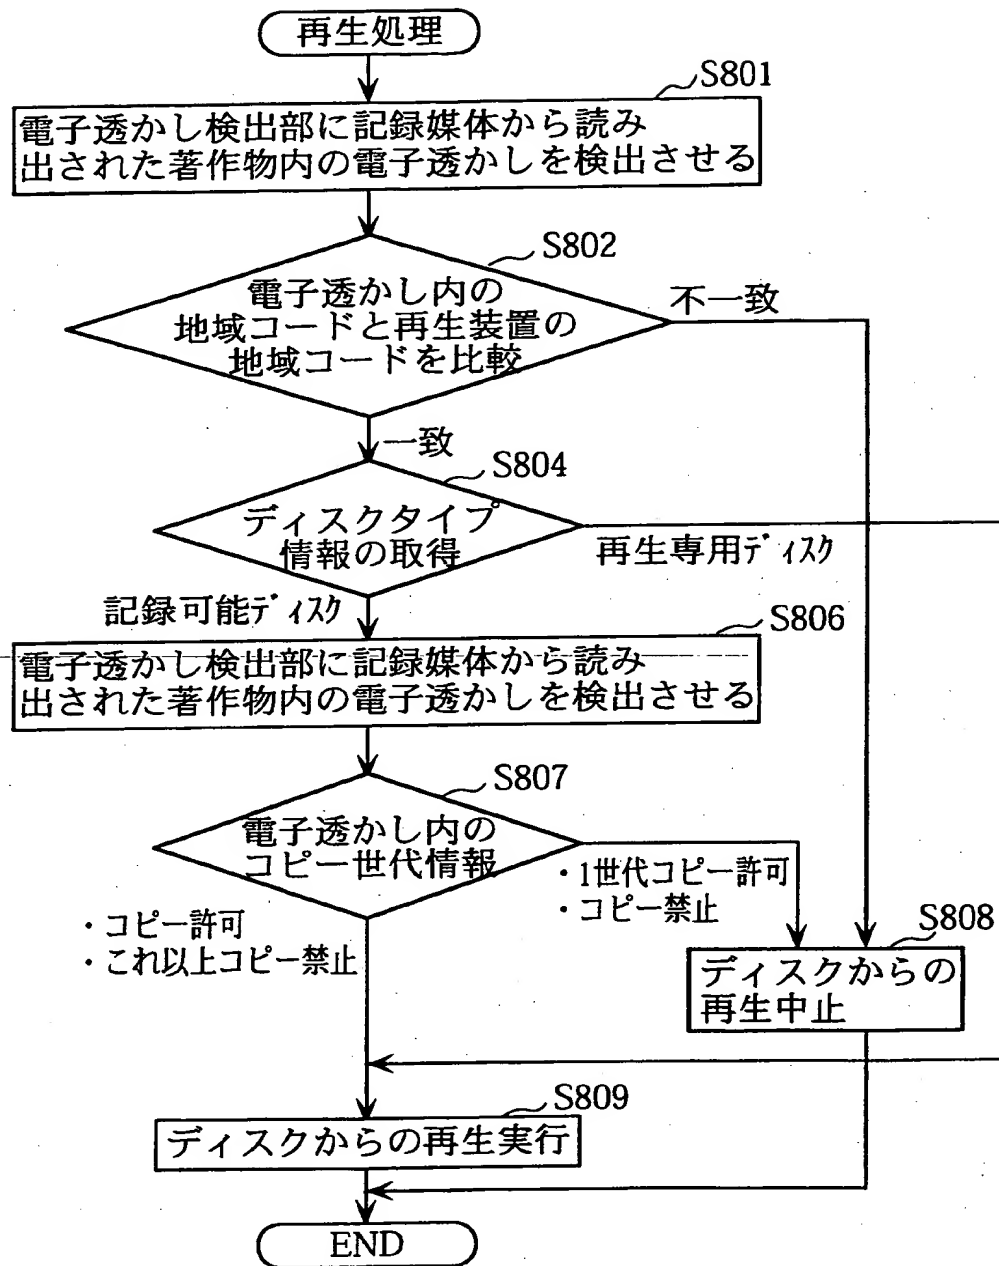 再生処理
S801
電子透かし検出部に記録媒体から読み
出された著作物内の電子透かしを検出させる
S802
電子透かし内の
地域コードと再生装置の
地域コードを比較
不一致
一致
S804
ディスクタイプ
情報の取得
再生専用ディスク
記録可能ディスク
S806
電子透かし検出部に記録媒体から読み
出された著作物内の電子透かしを検出させる
S807
電子透かし内の
コピー世代情報
・1世代コピー許可
・コピー禁止
・コピー許可
・これ以上コピー禁止
S808
ディスクからの
再生中止
S809
ディスクからの再生実行
END